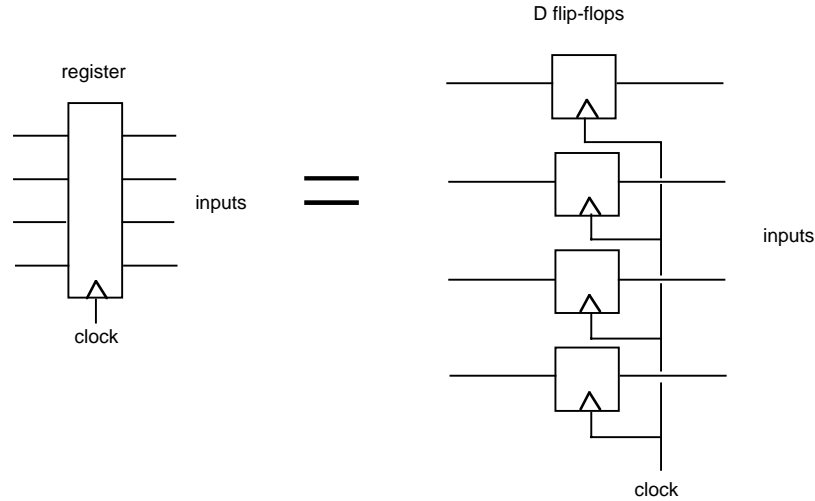 D flip-flops
register
inputs
inputs
clock
clock